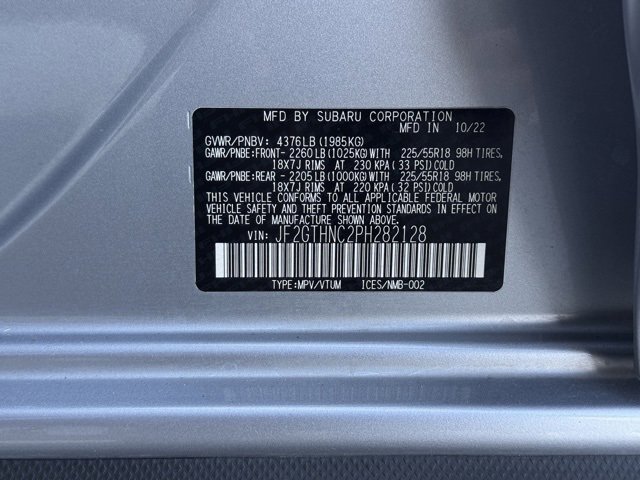 MFD BY SUBARU CORPORATION
MFD IN 10/22
GVWR/PNBV: 4376LB (1985KG)
GAWR/PNBE:FRONT- 2260LB (1025KG)WITH 225/55R18 98H TIRES,
18X7J RIMS AT 230 KPA (33 PSI)COLD
GAWR/PNBE:REAR - 2205LB (1000KG)WITH 225/55R18 98H TIRES,
18X7J RIMS AT 220 KPA (32 PSI)COLD
THIS VEHICLE CONFORMS TO ALL APPLICABLE FEDERAL MOTOR
VEHICLE SAFETY AND THEFT PREVENTION STANDARDS IN EFFECT
ON THE DATE OF MANUFACTURE SHOWN ABOVE.
VIN: JF2GTHNC2PH282128
TYPE:MPV/VTUM ICES/NMB-002